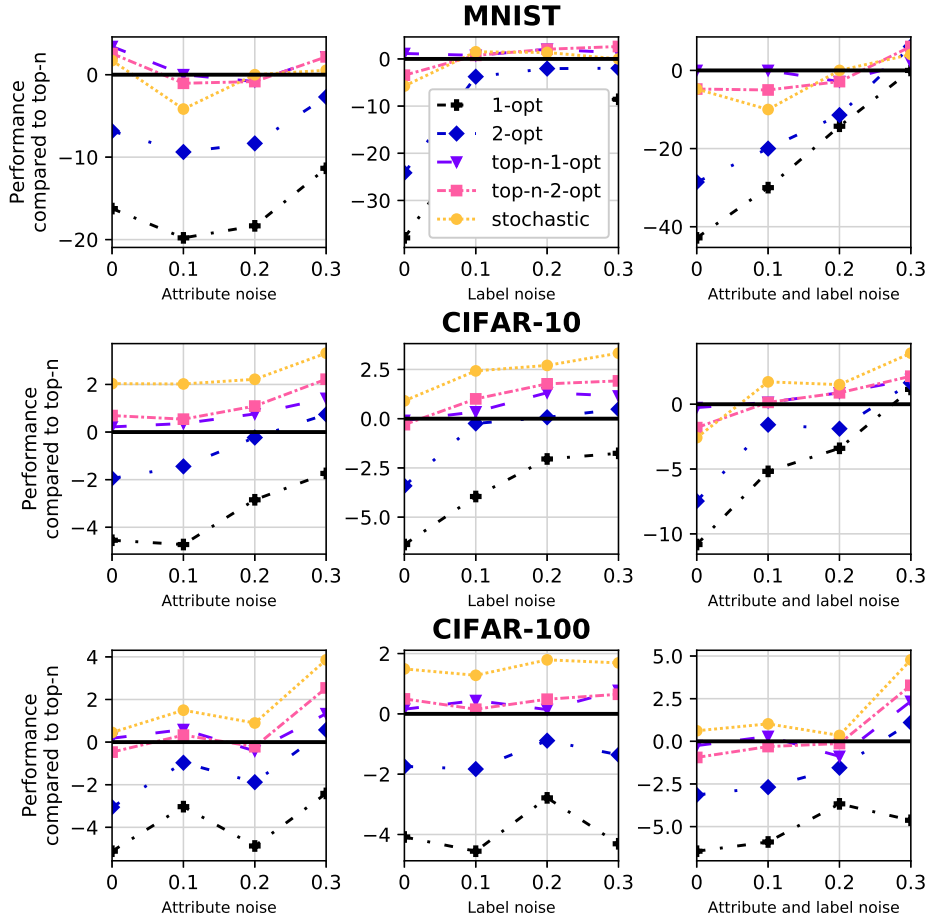 MNIST
Performance
compared to top-n
0
−10
−20
0 0.1 0.2 0.3
Attribute noise
0
−10
−20
−30
0 0.1 0.2 0.3
Label noise
1-opt
2-opt
top-n-1-opt
top-n-2-opt
stochastic
0
−10
−20
−30
−40
0 0.1 0.2 0.3
Attribute and label noise
CIFAR-10
Performance
compared to top-n
2
0
−2
−4
0 0.1 0.2 0.3
Attribute noise
2.5
0.0
−2.5
−5.0
0 0.1 0.2 0.3
Label noise
0
−5
−10
0 0.1 0.2 0.3
Attribute and label noise
CIFAR-100
Performance
compared to top-n
4
2
0
−2
−4
0 0.1 0.2 0.3
Attribute noise
2
0
−2
−4
0 0.1 0.2 0.3
Label noise
5.0
2.5
0.0
−2.5
−5.0
0 0.1 0.2 0.3
Attribute and label noise